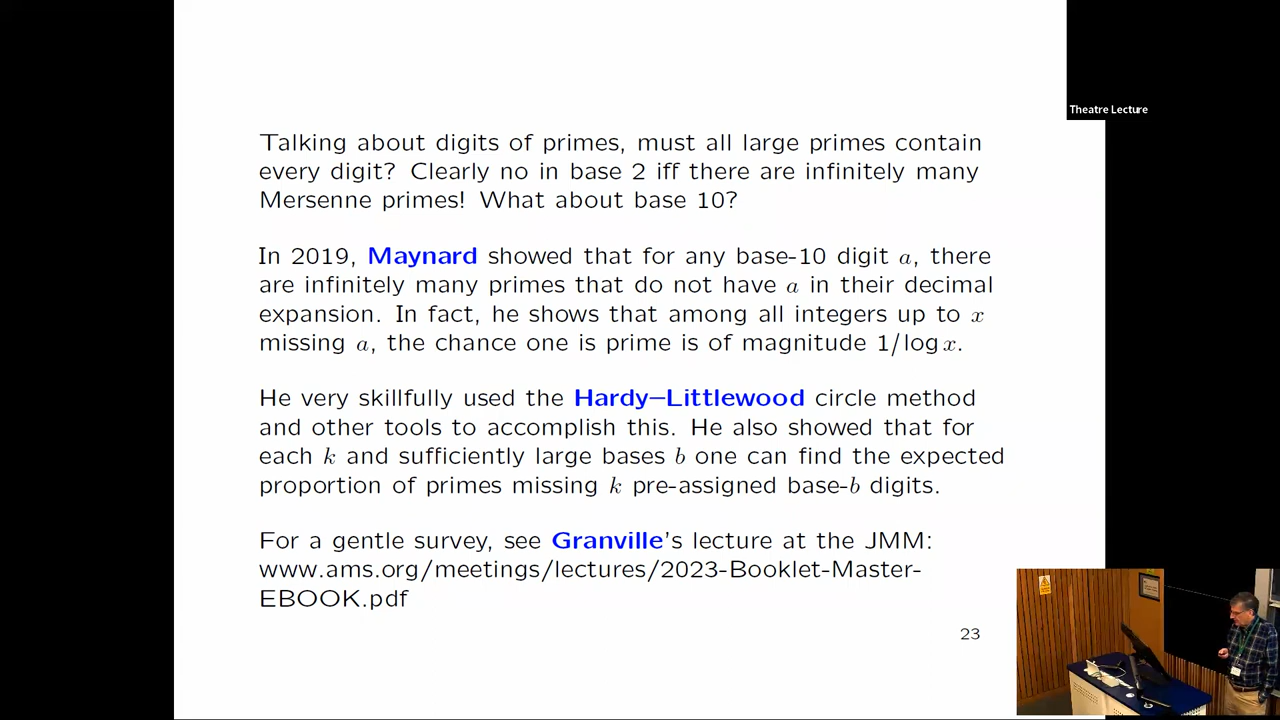 Theatre Lecture
Talking about digits of primes, must all large primes contain
every digit? Clearly no in base 2 iff there are infinitely many
Mersenne primes! What about base 10?
In 2019, Maynard showed that for any base-10 digit a, there
are infinitely many primes that do not have a in their decimal
expansion. In fact, he shows that among all integers up to x
missing a, the chance one is prime is of magnitude 1/log x.
He very skillfully used the Hardy–Littlewood circle method
and other tools to accomplish this. He also showed that for
each k and sufficiently large bases b one can find the expected
proportion of primes missing k pre-assigned base-b digits.
For a gentle survey, see Granville's lecture at the JMM:
www.ams.org/meetings/lectures/2023-Booklet-Master-
EBOOK.pdf
23